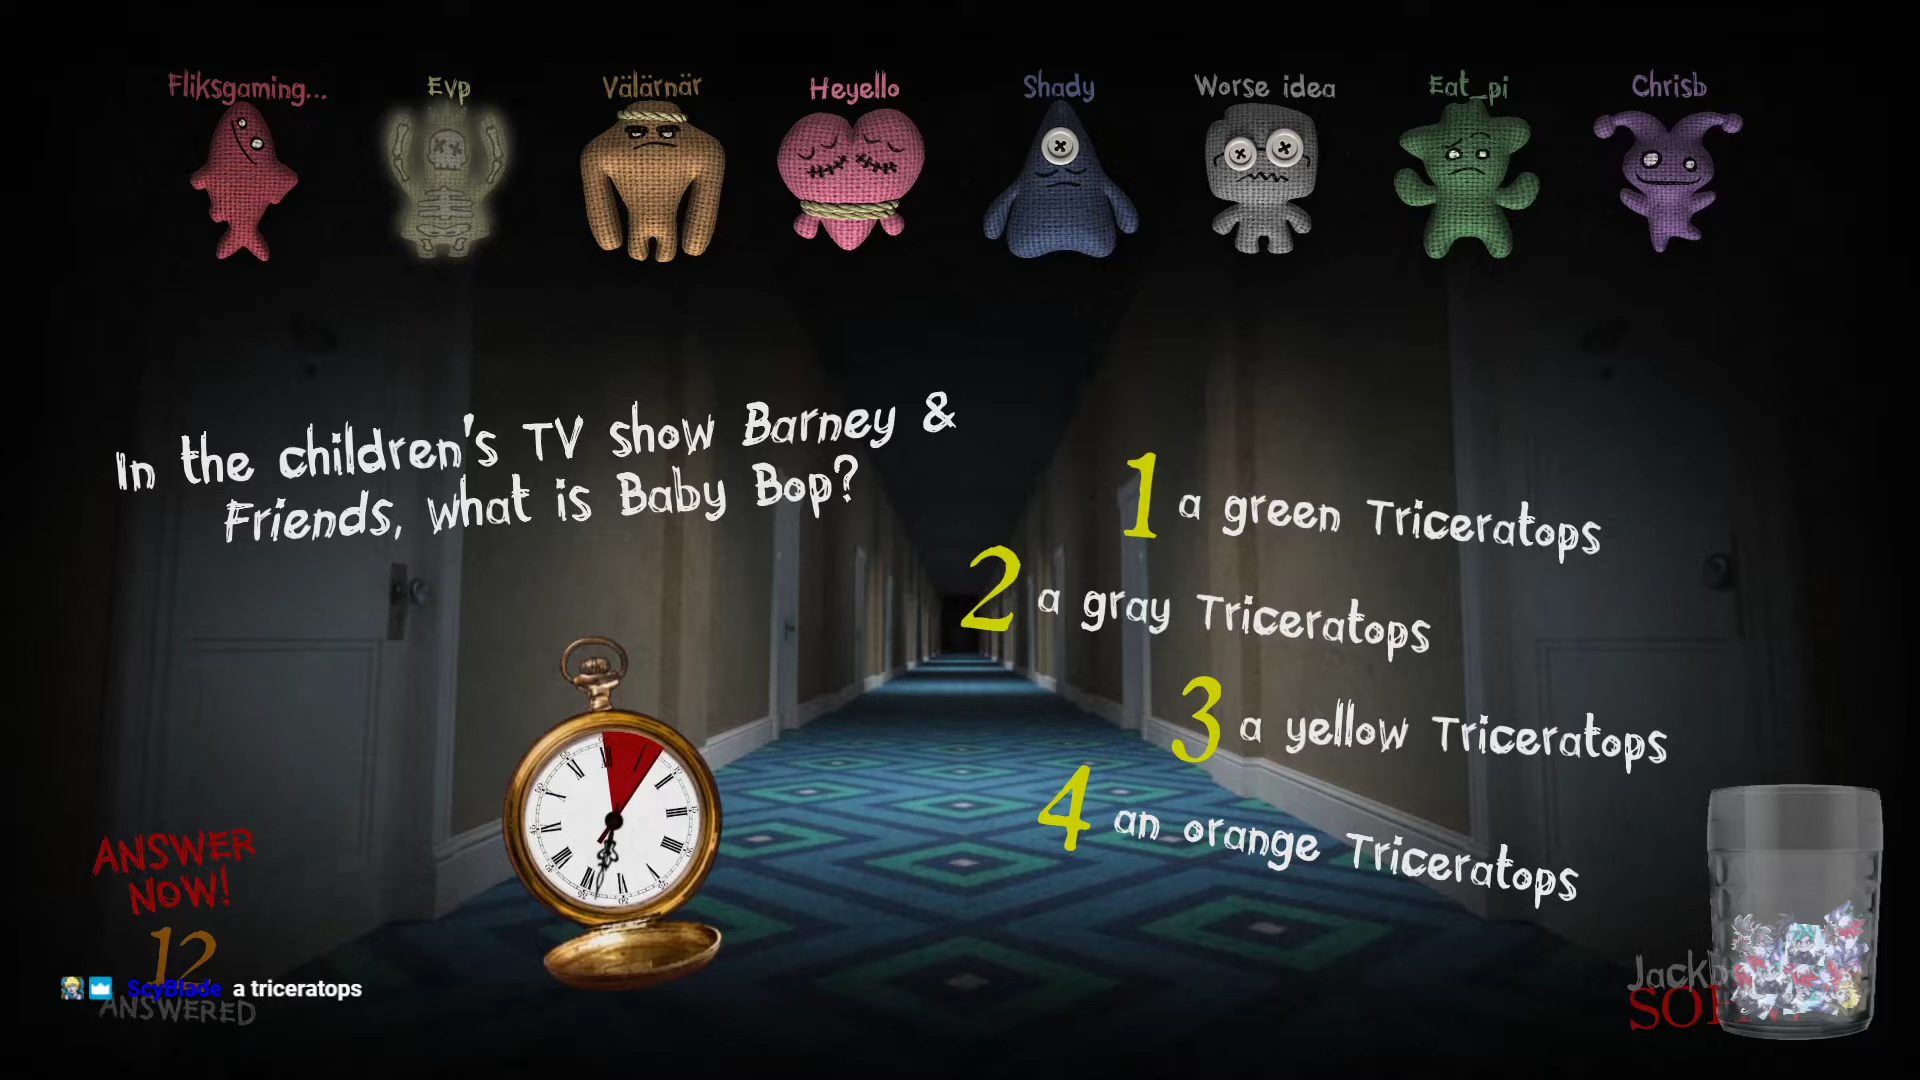 Fliksgaming...
Evp
Välärnär
Heyello
Shady
Worse idea
Eat_pi
Chrisb
In the children's TV show Barney &
Friends, what is Baby Bop?
1 a green Triceratops
2 a gray Triceratops
3 a yellow Triceratops
4 an orange Triceratops
ANSWER
NOW!
12
ScyBlade a triceratops
ANSWERED